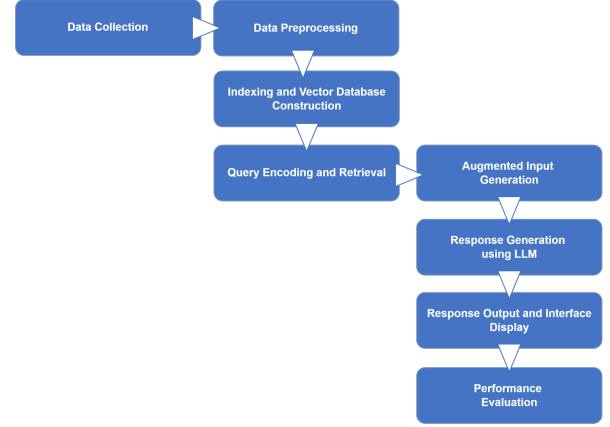 Data Collection
Data Preprocessing
Indexing and Vector Database
Construction
Query Encoding and Retrieval
Augmented Input
Generation
Response Generation
using LLM
Response Output and Interface
Display
Performance
Evaluation